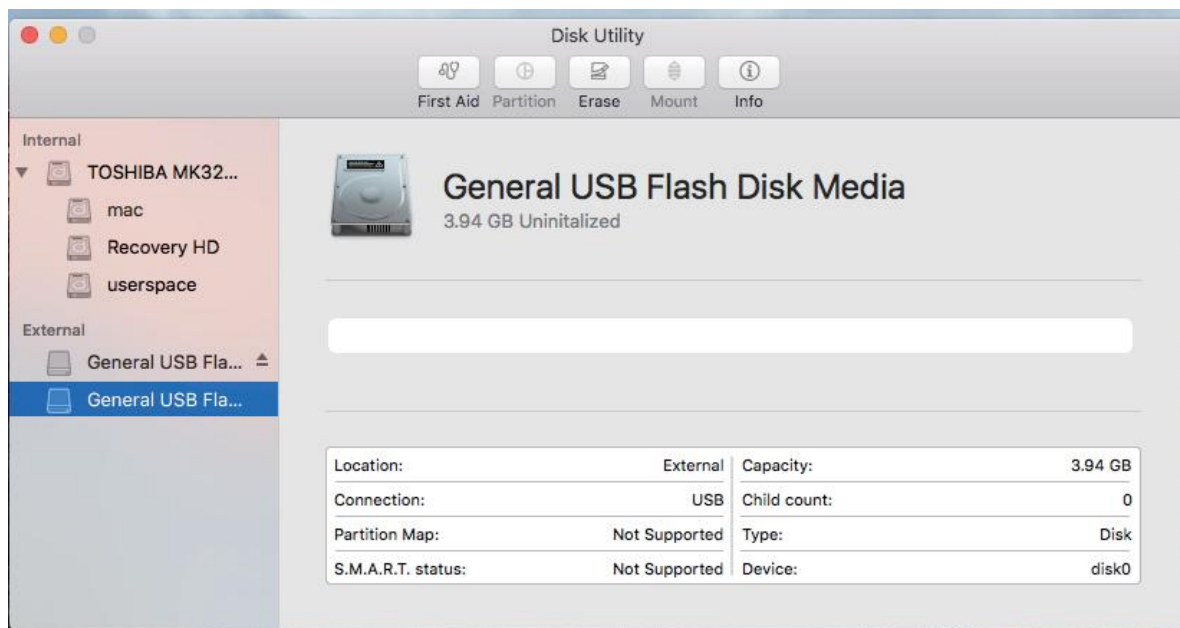 Disk Utility
First Aid Partition Erase Mount Info
Internal
TOSHIBA MK32...
mac
Recovery HD
userspace
External
General USB Fla...
General USB Fla...
General USB Flash Disk Media
3.94 GB Uninitalized
Location: External Capacity: 3.94 GB
Connection: USB Child count: 0
Partition Map: Not Supported Type: Disk
S.M.A.R.T. status: Not Supported Device: disk0